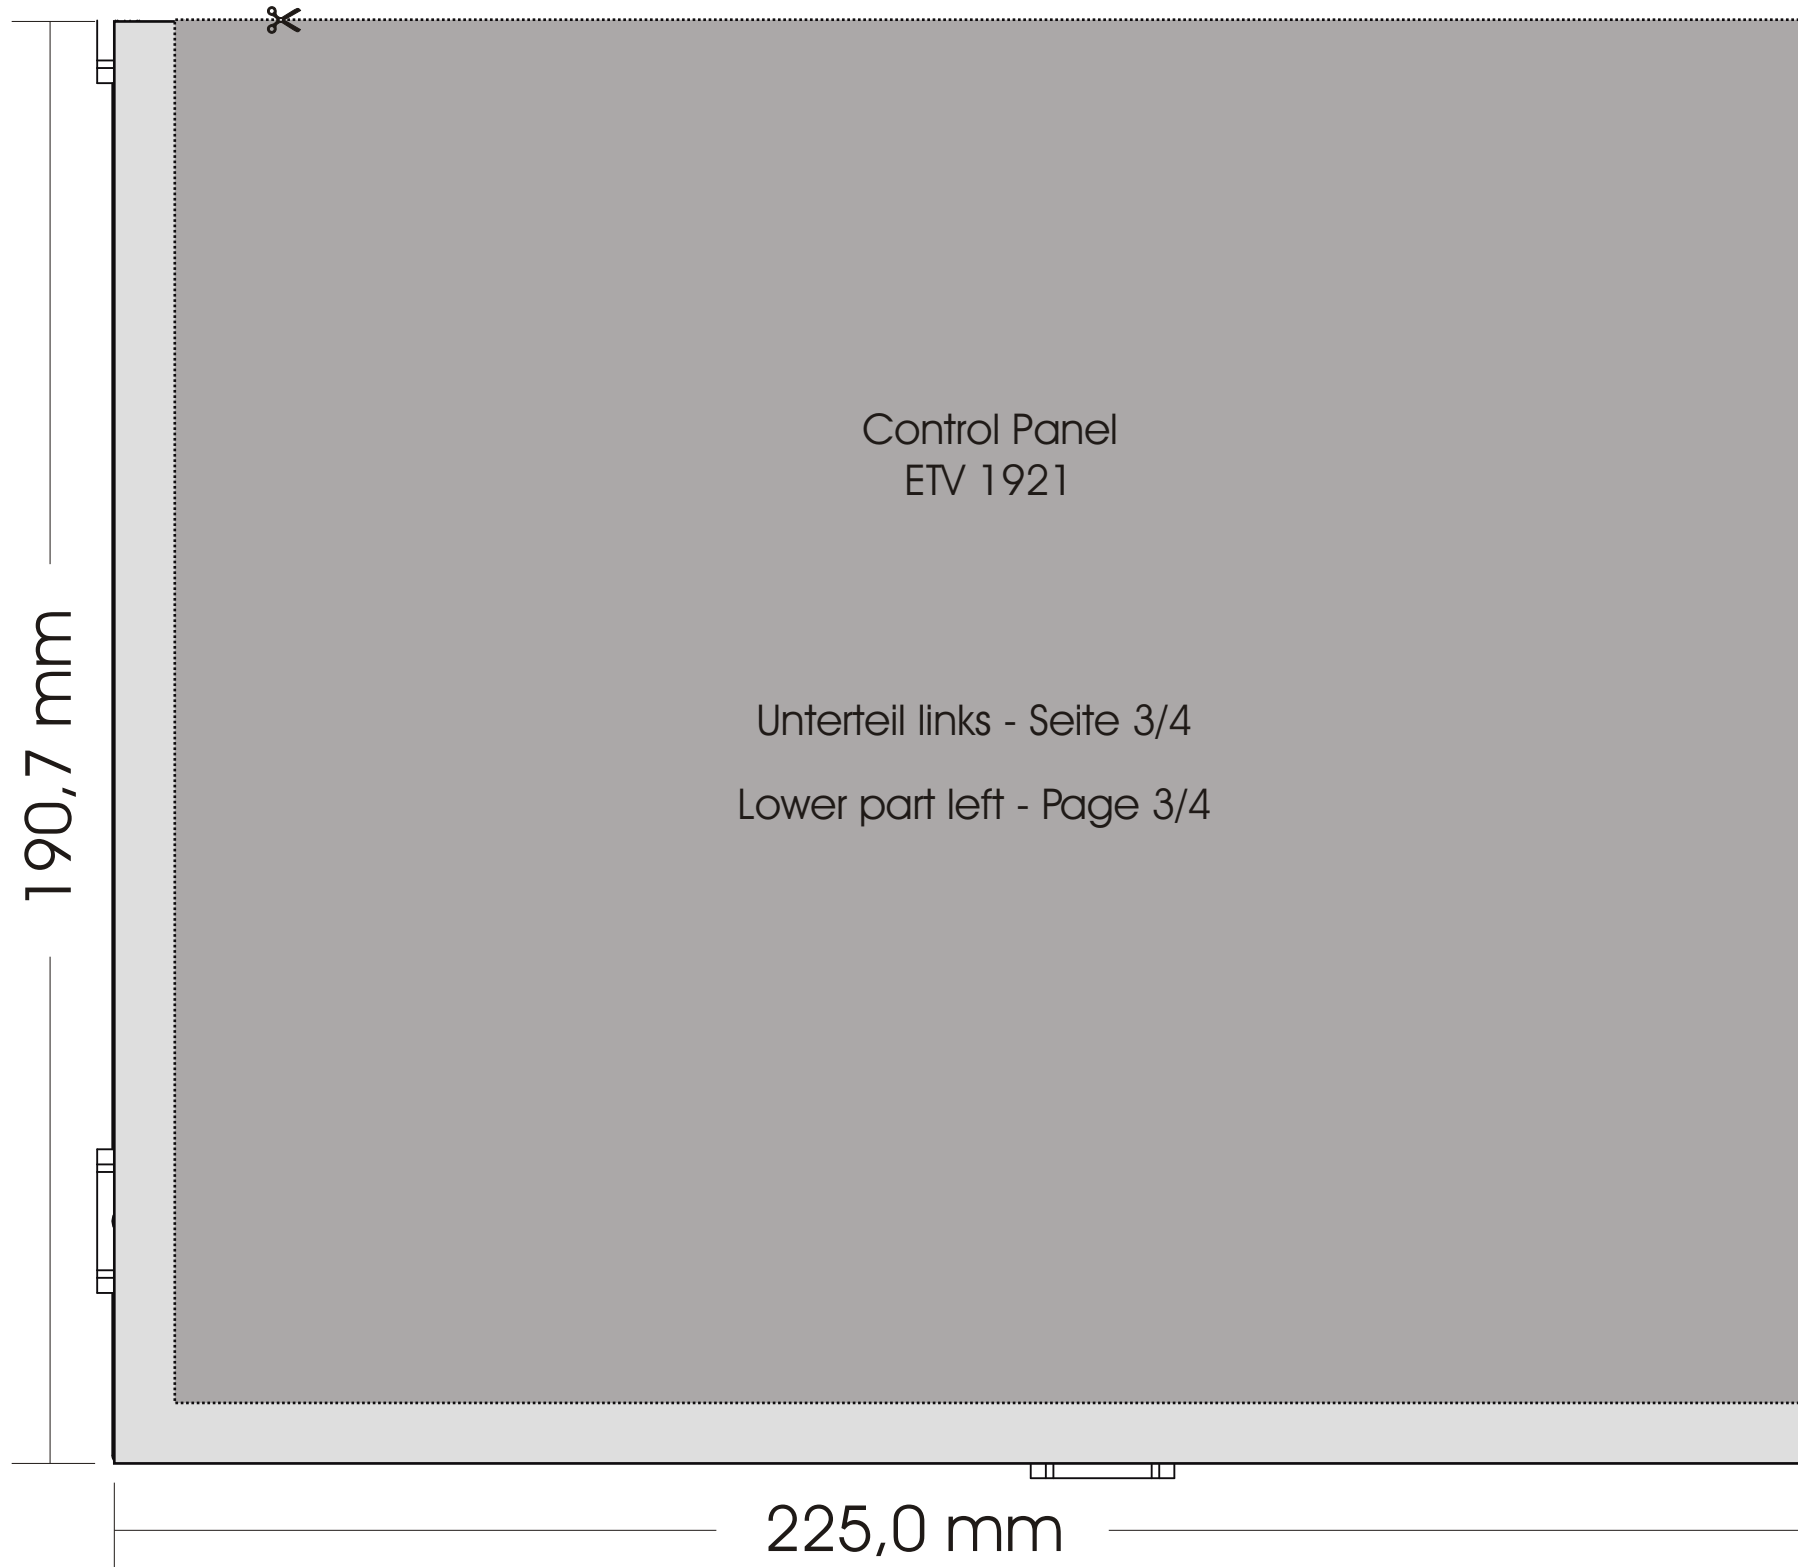 Control Panel
ETV 1921
Unterteil links - Seite 3/4
Lower part left - Page 3/4
190,7 mm
225,0 mm